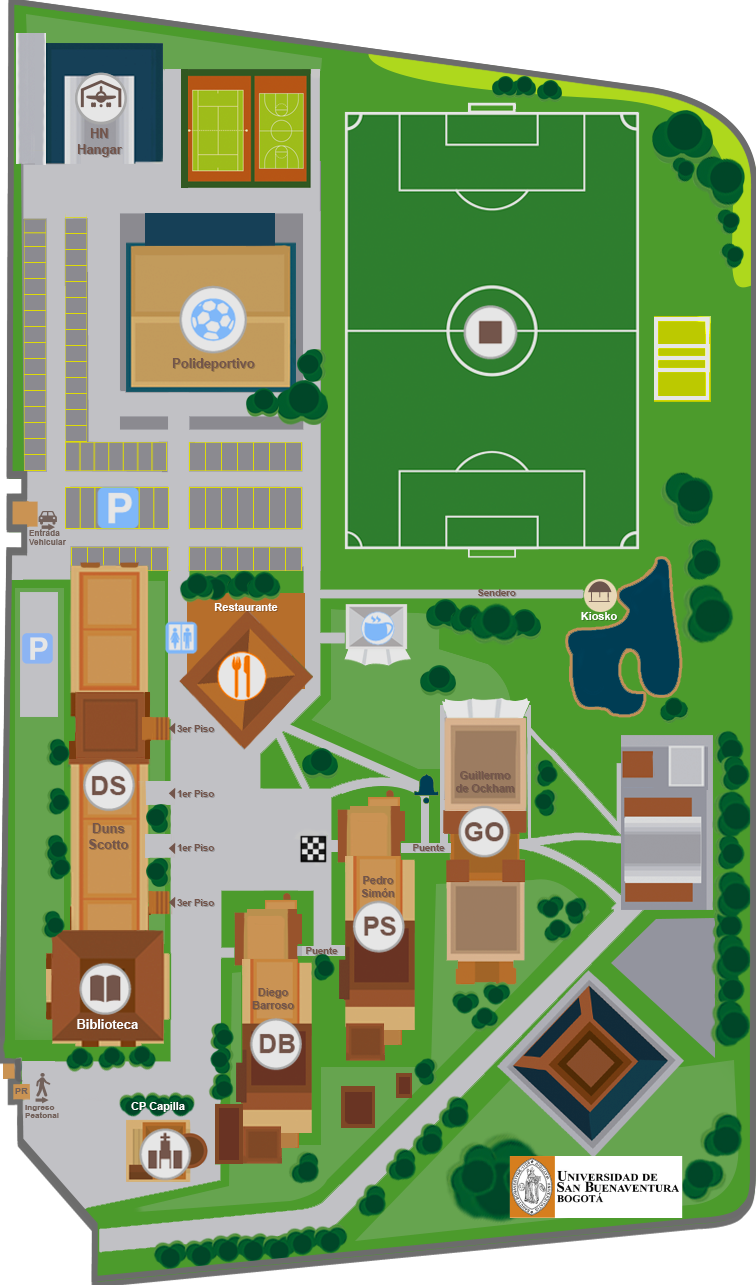 HN
Hangar
Polideportivo
P
Entrada
Vehicular
Sendero
Kiosko
Restaurante
P
3er Piso
DS
Duns
Scotto
1er Piso
1er Piso
3er Piso
Guillermo
de Ockham
GO
Puente
Pedro
Simón
PS
Puente
Diego
Barroso
DB
Biblioteca
PR
Ingreso
Peatonal
CP Capilla
UNIVERSIDAD DE
SAN BUENAVENTURA
BOGOTÁ